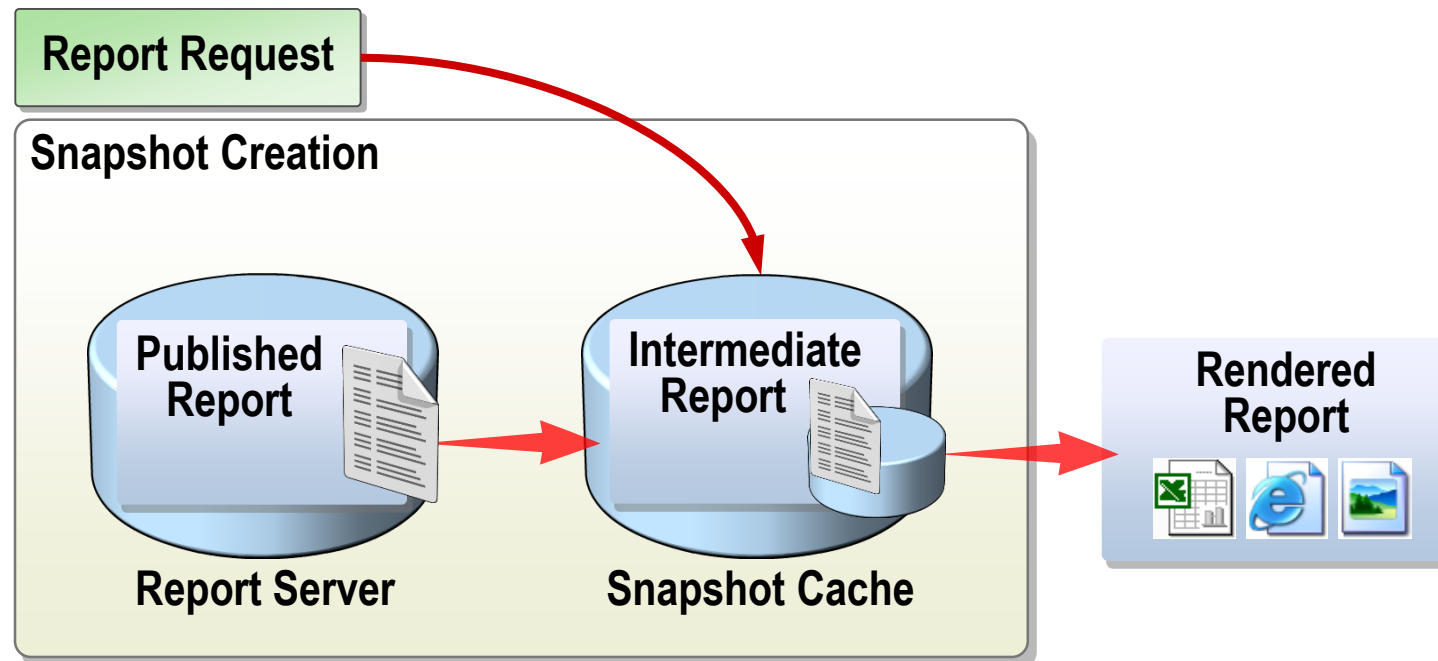 Report Request
Snapshot Creation
Published
Report
Intermediate
Report
Rendered
Report
Report Server
Snapshot Cache